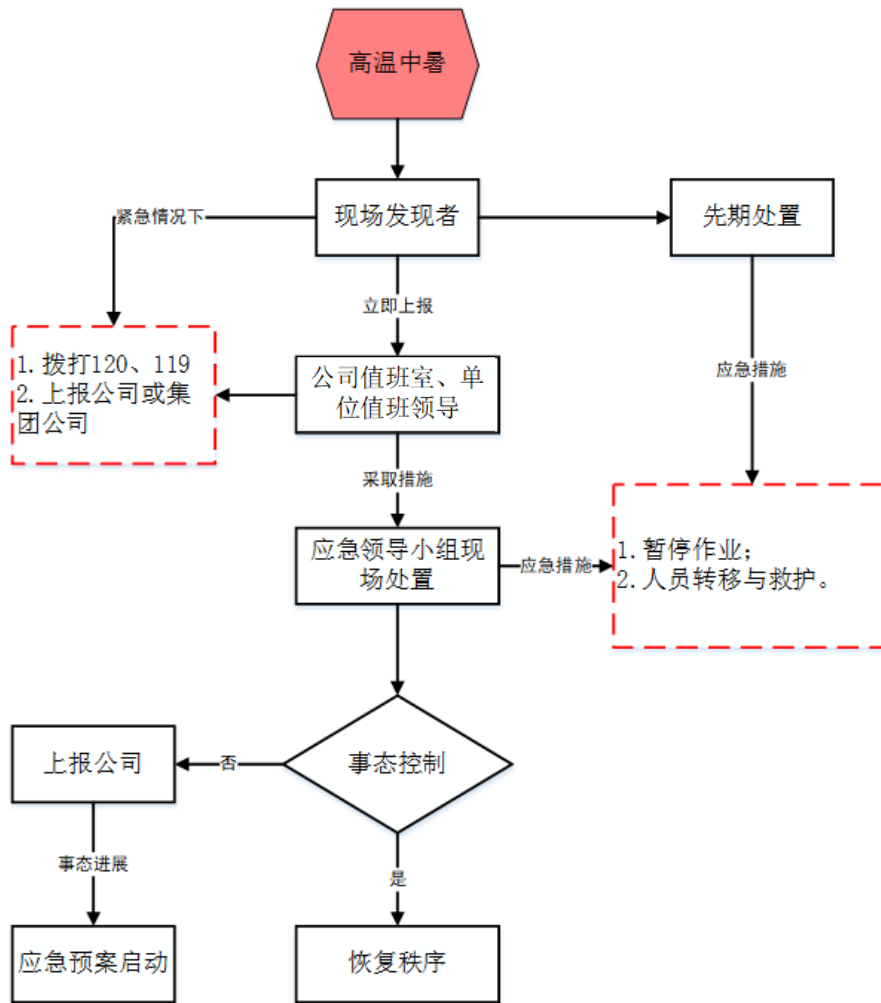 高温中暑
紧急情况下
现场发现者
先期处置
立即上报
1.拨打120、119
2.上报公司或集
团公司
公司值班室、单
位值班领导
应急措施
采取措施
应急领导小组现
场处置
应急措施
1.暂停作业；
2.人员转移与救护。
上报公司
否
事态控制
事态进展
是
应急预案启动
恢复秩序